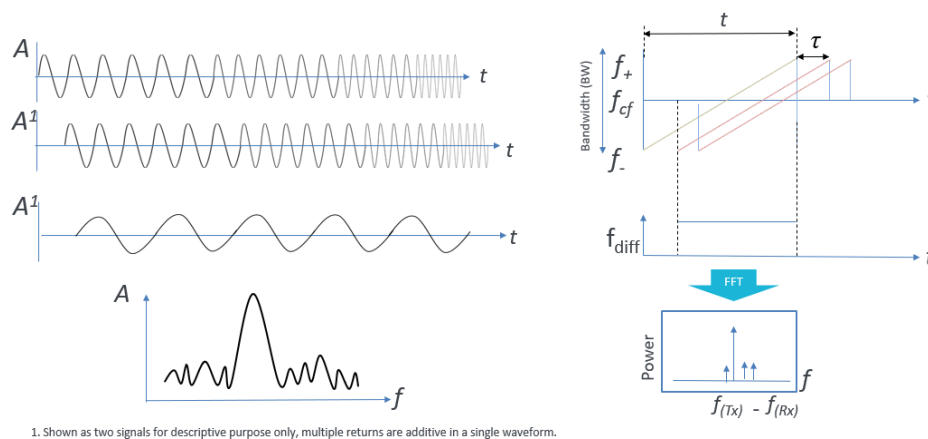 A
t
A¹
t
A¹
t
A
f
t
τ
Bandwidth (BW)
f+
fcf
f-
fdiff
FFT
Power
f
f(Tx) - f(Rx)
1. Shown as two signals for descriptive purpose only, multiple returns are additive in a single waveform.